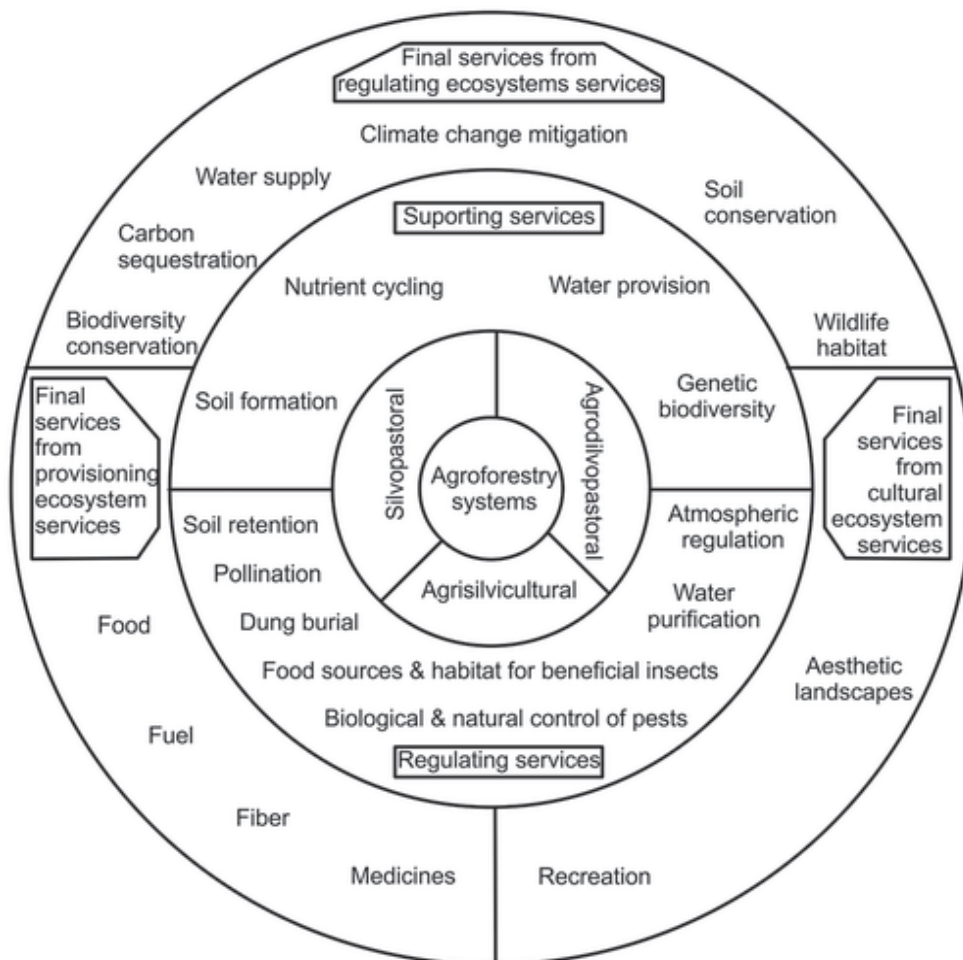 Final services from
regulating ecosystems services
Climate change mitigation
Water supply
Soil
conservation
Carbon
sequestration
Biodiversity
conservation
Wildlife
habitat
Suporting services
Nutrient cycling
Water provision
Soil formation
Genetic
biodiversity
Silvopastoral
Agrodilvopastoral
Agroforestry
systems
Agrisilvicultural
Final
services
from
provisioning
ecosystem
services
Final
services
from
cultural
ecosystem
services
Soil retention
Atmospheric
regulation
Pollination
Water
purification
Dung burial
Food sources & habitat for beneficial insects
Biological & natural control of pests
Regulating services
Food
Fuel
Fiber
Medicines
Aesthetic
landscapes
Recreation